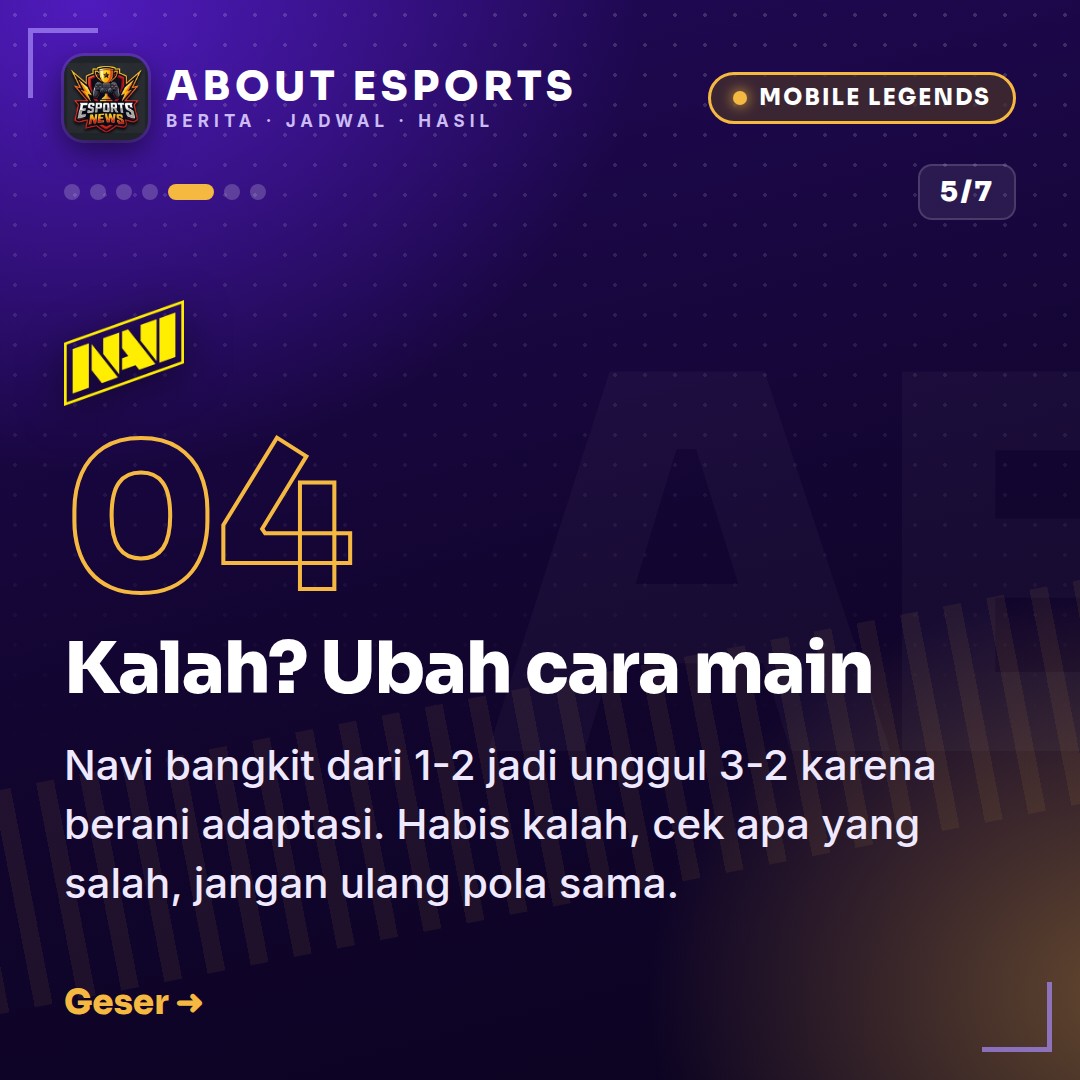 ESPORTS
NEWS
ABOUT ESPORTS
BERITA · JADWAL · HASIL
MOBILE LEGENDS
5/7
NAVI
04
Kalah? Ubah cara main
Navi bangkit dari 1-2 jadi unggul 3-2 karena
berani adaptasi. Habis kalah, cek apa yang
salah, jangan ulang pola sama.
Geser ➜